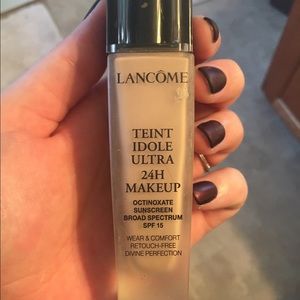 LANCÔME
TEINT
IDOLE
ULTRA
24H
MAKEUP
OCTINOXATE
SUNSCREEN
BROAD SPECTRUM
SPF 15
WEAR & COMFORT
RETOUCH-FREE
DIVINE PERFECTION